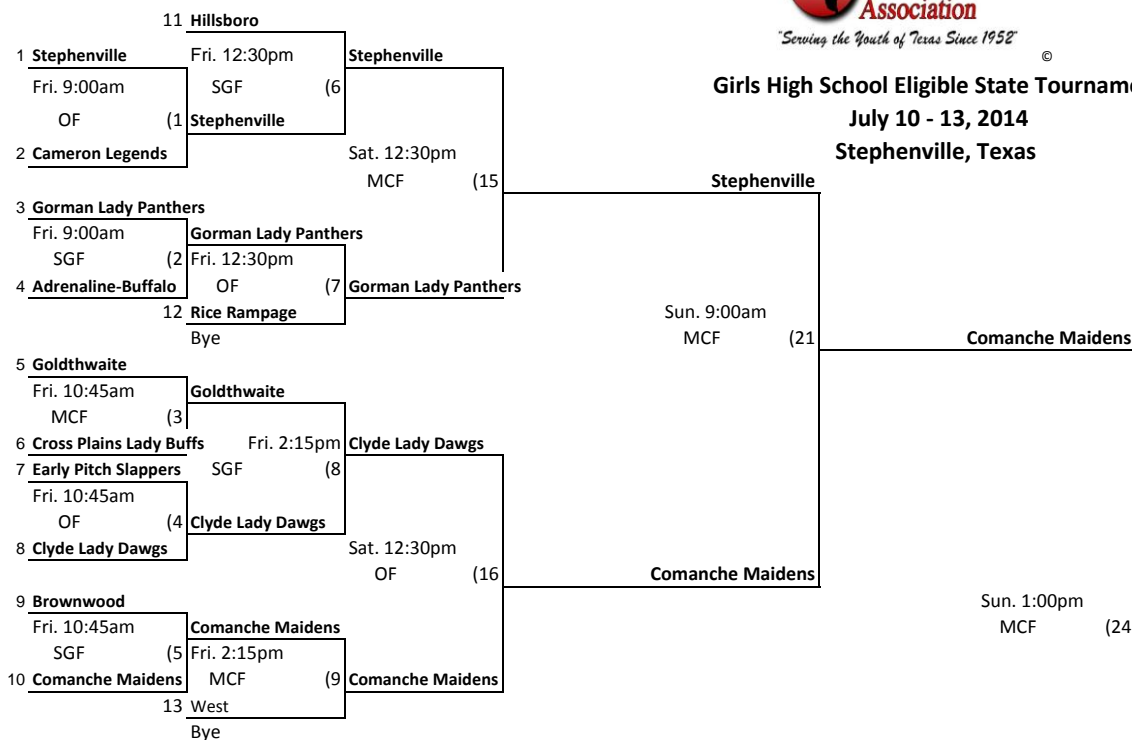 Association
"Serving the Youth of Texas Since 1952"
©
Girls High School Eligible State Tourname
July 10 - 13, 2014
Stephenville, Texas
11 Hillsboro
1 Stephenville Fri. 12:30pm Stephenville
Fri. 9:00am SGF (6
OF (1 Stephenville
2 Cameron Legends Sat. 12:30pm
MCF (15 Stephenville
3 Gorman Lady Panthers
Fri. 9:00am Gorman Lady Panthers
SGF (2 Fri. 12:30pm
4 Adrenaline-Buffalo OF (7 Gorman Lady Panthers
12 Rice Rampage Sun. 9:00am
Bye MCF (21 Comanche Maidens
5 Goldthwaite
Fri. 10:45am Goldthwaite
MCF (3
6 Cross Plains Lady Buffs Fri. 2:15pm Clyde Lady Dawgs
7 Early Pitch Slappers SGF (8
Fri. 10:45am
OF (4 Clyde Lady Dawgs
8 Clyde Lady Dawgs Sat. 12:30pm
OF (16 Comanche Maidens
9 Brownwood Sun. 1:00pm
Fri. 10:45am Comanche Maidens MCF (24
SGF (5 Fri. 2:15pm
10 Comanche Maidens MCF (9 Comanche Maidens
13 West
Bye